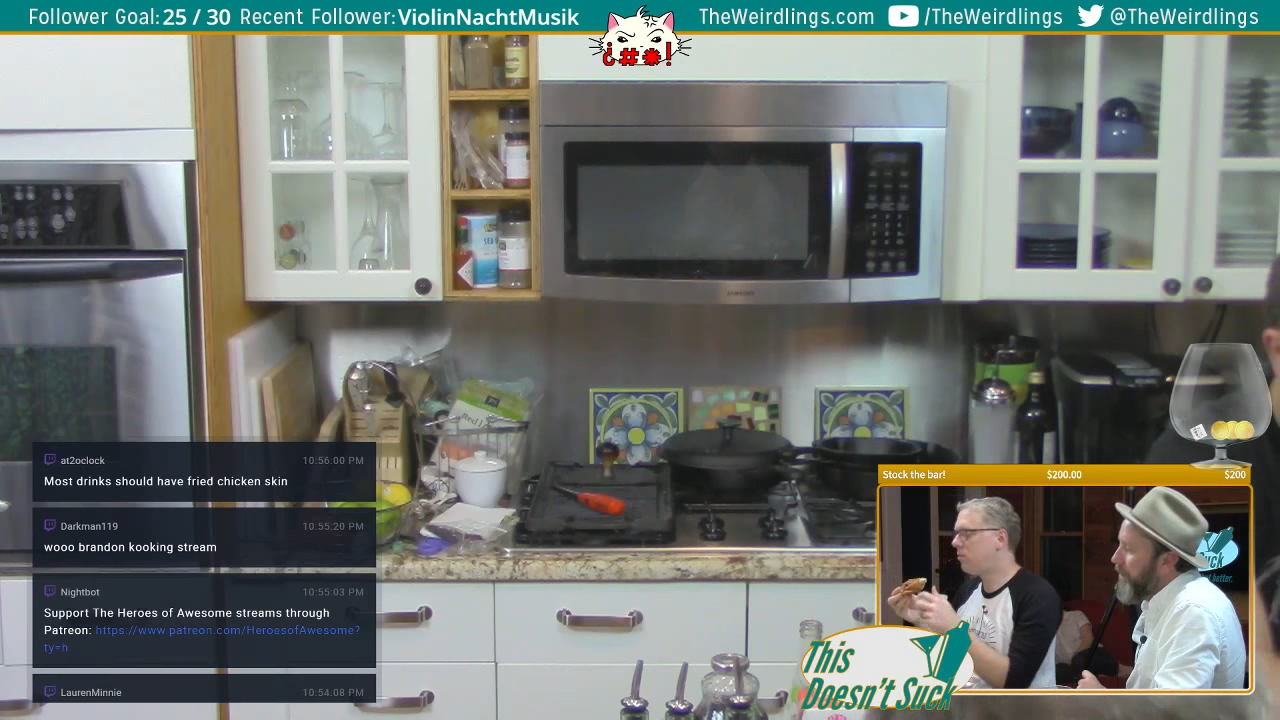 Follower Goal: 25 / 30 Recent Follower: ViolinNachtMusik
¿#*!
TheWeirdlings.com /TheWeirdlings @TheWeirdlings
SAMSUNG
at2oclock 10:56:00 PM
Most drinks should have fried chicken skin
Darkman119 10:55:20 PM
wooo brandon kooking stream
Nightbot 10:55:03 PM
Support The Heroes of Awesome streams through
Patreon: https://www.patreon.com/HeroesofAwesome?
ty=h
LaurenMinnie 10:54:08 PM
Stock the bar! $200.00 $200
Suck
This
Doesn't Suck